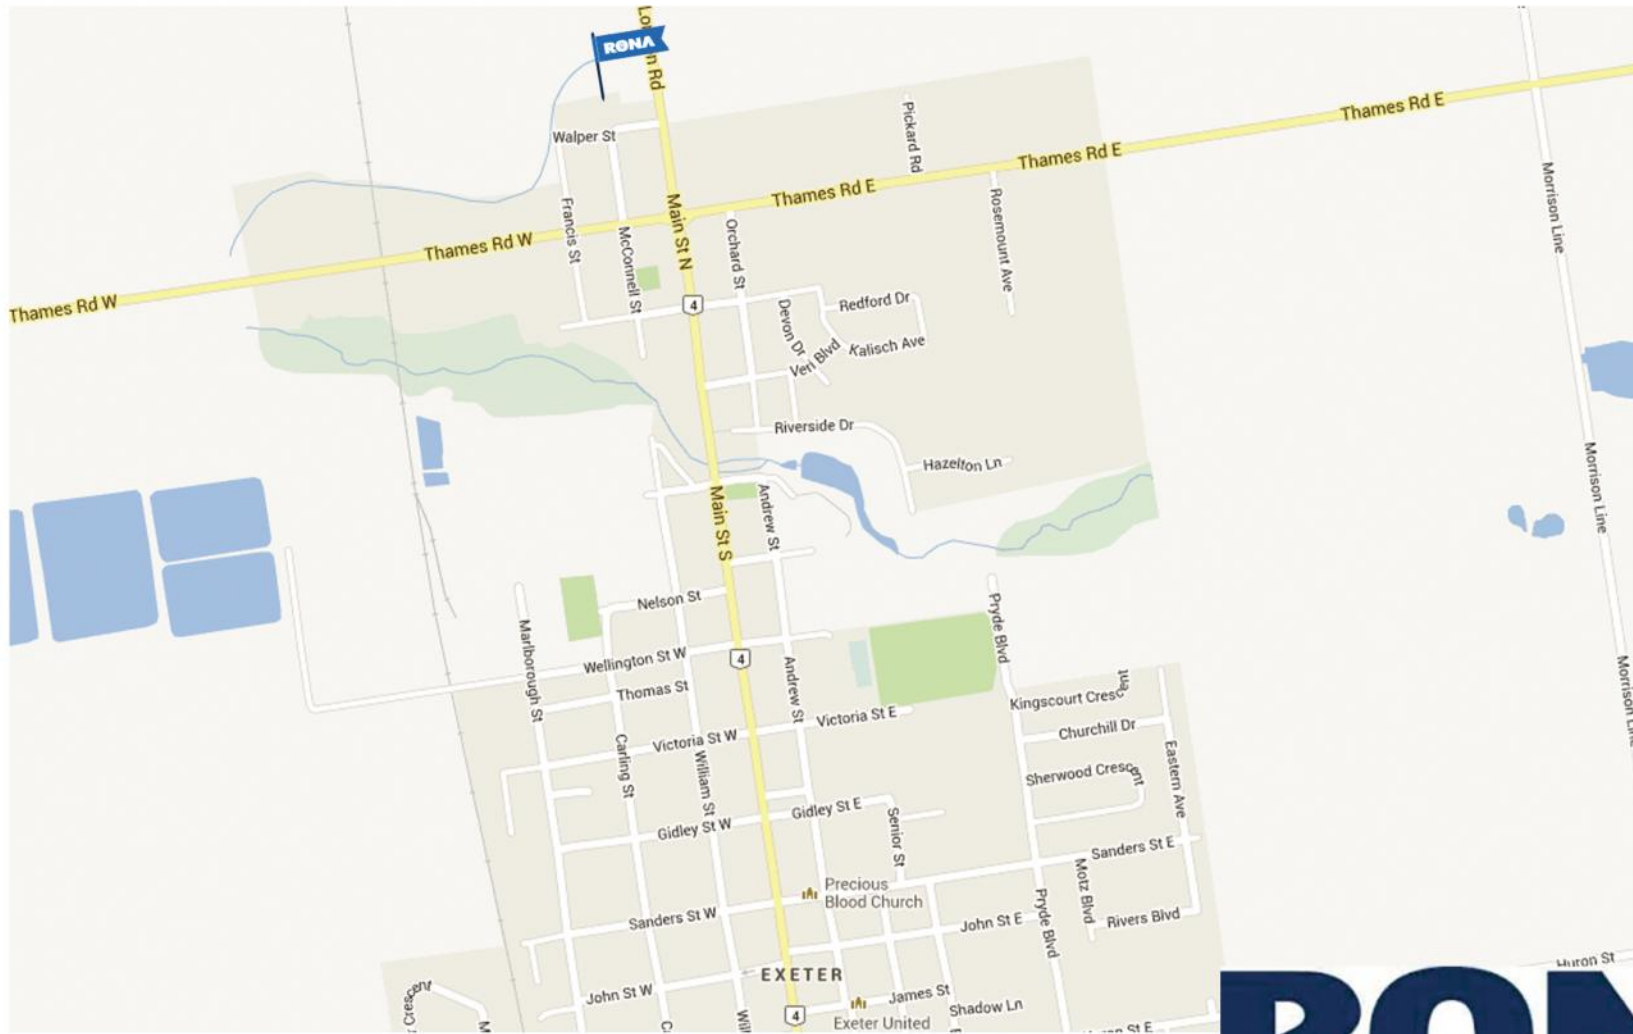 London Rd
RONA
Walper St
Pickard Rd
Thames Rd E
Thames Rd E
Thames Rd E
Morrison Line
Francis St
McConnell St
Main St N
Orchard St
Rosemount Ave
Thames Rd W
Thames Rd W
4
Devon Dr
Redford Dr
Kalisch Ave
Veri Blvd
Riverside Dr
Hazelton Ln
Morrison Line
Main St S
Andrew St
Nelson St
Pryde Blvd
Marlborough St
Wellington St W
4
Andrew St
Thomas St
Kingscourt Crescent
Morrison Line
Victoria St E
Churchill Dr
Victoria St W
Carling St
William St
Sherwood Crescent
Eastern Ave
Gidley St E
Gidley St W
Senior St
Sanders St E
Motz Blvd
Precious
Blood Church
Sanders St W
John St E
Pryde Blvd
Rivers Blvd
EXETER
Huron St
Crescent
John St W
James St
Shadow Ln
4
Exeter United